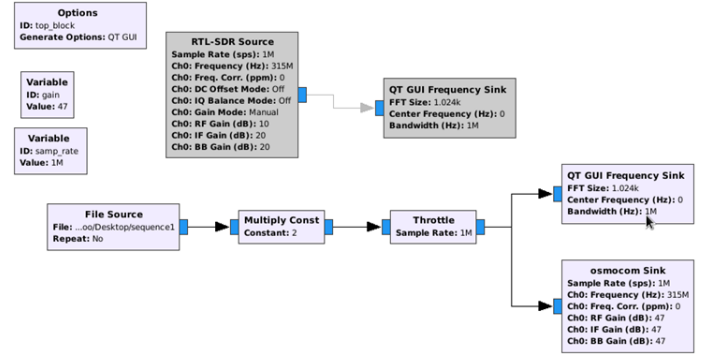 Options
ID: top_block
Generate Options: QT GUI
Variable
ID: gain
Value: 47
Variable
ID: samp_rate
Value: 1M
RTL-SDR Source
Sample Rate (sps): 1M
Ch0: Frequency (Hz): 315M
Ch0: Freq. Corr. (ppm): 0
Ch0: DC Offset Mode: Off
Ch0: IQ Balance Mode: Off
Ch0: Gain Mode: Manual
Ch0: RF Gain (dB): 10
Ch0: IF Gain (dB): 20
Ch0: BB Gain (dB): 20
QT GUI Frequency Sink
FFT Size: 1.024k
Center Frequency (Hz): 0
Bandwidth (Hz): 1M
File Source
File: ...oo/Desktop/sequence1
Repeat: No
Multiply Const
Constant: 2
Throttle
Sample Rate: 1M
QT GUI Frequency Sink
FFT Size: 1.024k
Center Frequency (Hz): 0
Bandwidth (Hz): 1M
osmocom Sink
Sample Rate (sps): 1M
Ch0: Frequency (Hz): 315M
Ch0: Freq. Corr. (ppm): 0
Ch0: RF Gain (dB): 47
Ch0: IF Gain (dB): 47
Ch0: BB Gain (dB): 47